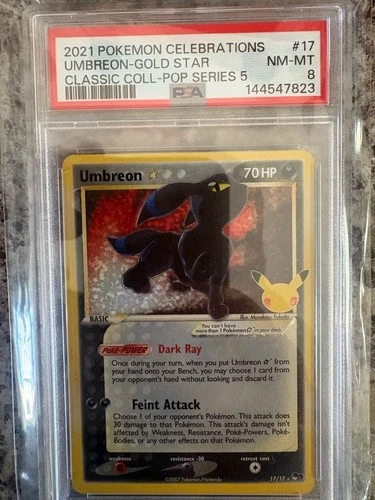 2021 POKEMON CELEBRATIONS #17
UMBREON-GOLD STAR NM-MT
CLASSIC COLL-POP SERIES 5 8
PSA 144547823
Umbreon ☆ 70 HP
BASIC Illus. Masakazu Fukuda
You can't have
more than 1 Pokémon ☆ in your deck.
Poké-POWER Dark Ray
Once during your turn, when you put Umbreon ☆ from
your hand onto your Bench, you may choose 1 card from
your opponent's hand without looking and discard it.
Feint Attack
Choose 1 of your opponent's Pokémon. This attack does
30 damage to that Pokémon. This attack's damage isn't
affected by Weakness, Resistance, Poké-Powers, Poké-
Bodies, or any other effects on that Pokémon.
weakness resistance -30 retreat cost
©2007 Pokémon/Nintendo 17/17